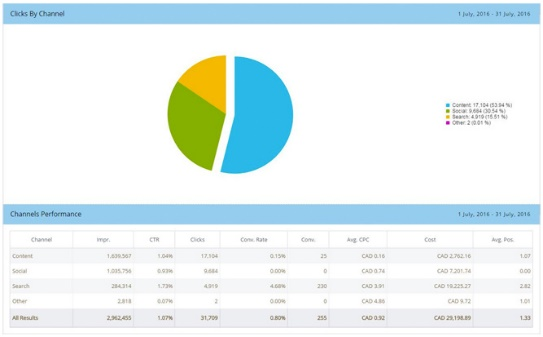 Clicks By Channel 1 July, 2016 - 31 July, 2016
Content: 17,104 (53.94 %)
Social: 9,684 (30.54 %)
Search: 4,919 (15.51 %)
Other: 2 (0.01 %)
Channels Performance 1 July, 2016 - 31 July, 2016
Channel Impr. CTR Clicks Conv. Rate Conv. Avg. CPC Cost Avg. Pos.
Content 1,639,567 1.04% 17,104 0.15% 25 CAD 0.16 CAD 2,762.16 1.07
Social 1,035,756 0.93% 9,684 0.00% 0 CAD 0.74 CAD 7,201.74 0.00
Search 284,314 1.73% 4,919 4.68% 230 CAD 3.91 CAD 19,225.27 2.82
Other 2,818 0.07% 2 0.00% 0 CAD 4.86 CAD 9.72 1.01
All Results 2,962,455 1.07% 31,709 0.80% 255 CAD 0.92 CAD 29,198.89 1.33